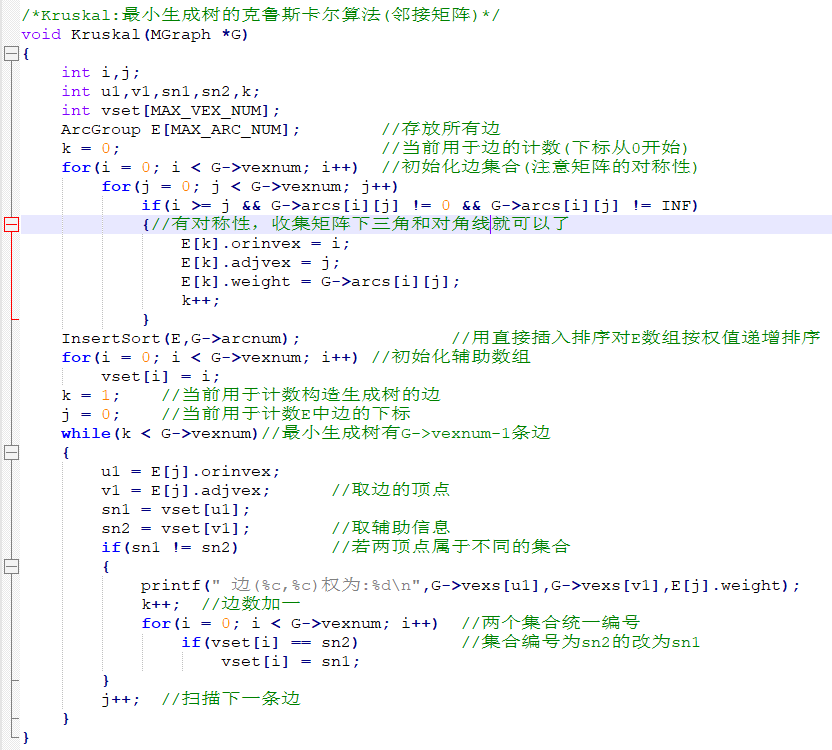 /*Kruskal:最小生成树的克鲁斯卡尔算法(邻接矩阵)*/
void Kruskal(MGraph *G)
{
    int i,j;
    int u1,v1,sn1,sn2,k;
    int vset[MAX_VEX_NUM];
    ArcGroup E[MAX_ARC_NUM];        //存放所有边
    k = 0;                          //当前用于边的计数(下标从0开始)
    for(i = 0; i < G->vexnum; i++)  //初始化边集合(注意矩阵的对称性)
        for(j = 0; j < G->vexnum; j++)
            if(i >= j && G->arcs[i][j] != 0 && G->arcs[i][j] != INF)
            {//有对称性，收集矩阵下三角和对角线就可以了
                E[k].orinvex = i;
                E[k].adjvex = j;
                E[k].weight = G->arcs[i][j];
                k++;
            }
    InsertSort(E,G->arcnum);               //用直接插入排序对E数组按权值递增排序
    for(i = 0; i < G->vexnum; i++) //初始化辅助数组
        vset[i] = i;
    k = 1;    //当前用于计数构造生成树的边
    j = 0;    //当前用于计数E中边的下标
    while(k < G->vexnum)//最小生成树有G->vexnum-1条边
    {
        u1 = E[j].orinvex;
        v1 = E[j].adjvex;      //取边的顶点
        sn1 = vset[u1];
        sn2 = vset[v1];        //取辅助信息
        if(sn1 != sn2)         //若两顶点属于不同的集合
        {
            printf(" 边(%c,%c)权为:%d\n",G->vexs[u1],G->vexs[v1],E[j].weight);
            k++;  //边数加一
            for(i = 0; i < G->vexnum; i++)  //两个集合统一编号
                if(vset[i] == sn2)          //集合编号为sn2的改为sn1
                    vset[i] = sn1;
        }
        j++;  //扫描下一条边
    }
}